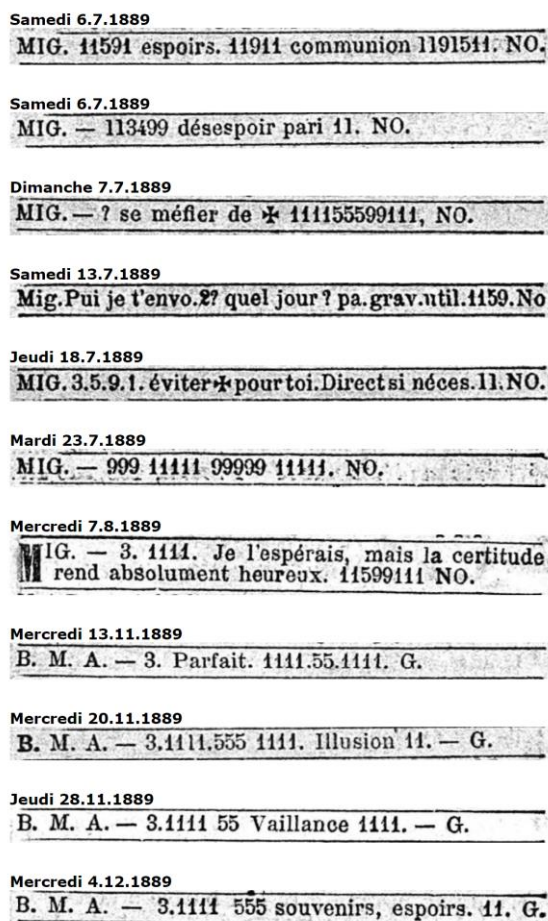 Samedi 6.7.1889
MIG. 11591 espoirs. 11911 communion 1191511. NO.
Samedi 6.7.1889
MIG. — 113499 désespoir pari 11. NO.
Dimanche 7.7.1889
MIG. — ? se méfier de ✠ 111155599111, NO.
Samedi 13.7.1889
Mig. Pui je t'envo. 2? quel jour? pa. grav. util. 1159. No
Jeudi 18.7.1889
MIG. 3.5.9.1. éviter ✠ pour toi. Direct si néces. 11. NO.
Mardi 23.7.1889
MIG. — 999 11111 99999 11111. NO.
Mercredi 7.8.1889
MIG. — 3. 1111. Je l'espérais, mais la certitude
rend absolument heureux. 11599111 NO.
Mercredi 13.11.1889
B. M. A. — 3. Parfait. 1111.55.1111. G.
Mercredi 20.11.1889
B. M. A. — 3.1111.555 1111. Illusion 11. — G.
Jeudi 28.11.1889
B. M. A. — 3.1111 55 Vaillance 1111. — G.
Mercredi 4.12.1889
B. M. A. — 3.1111 555 souvenirs, espoirs. 11. G.